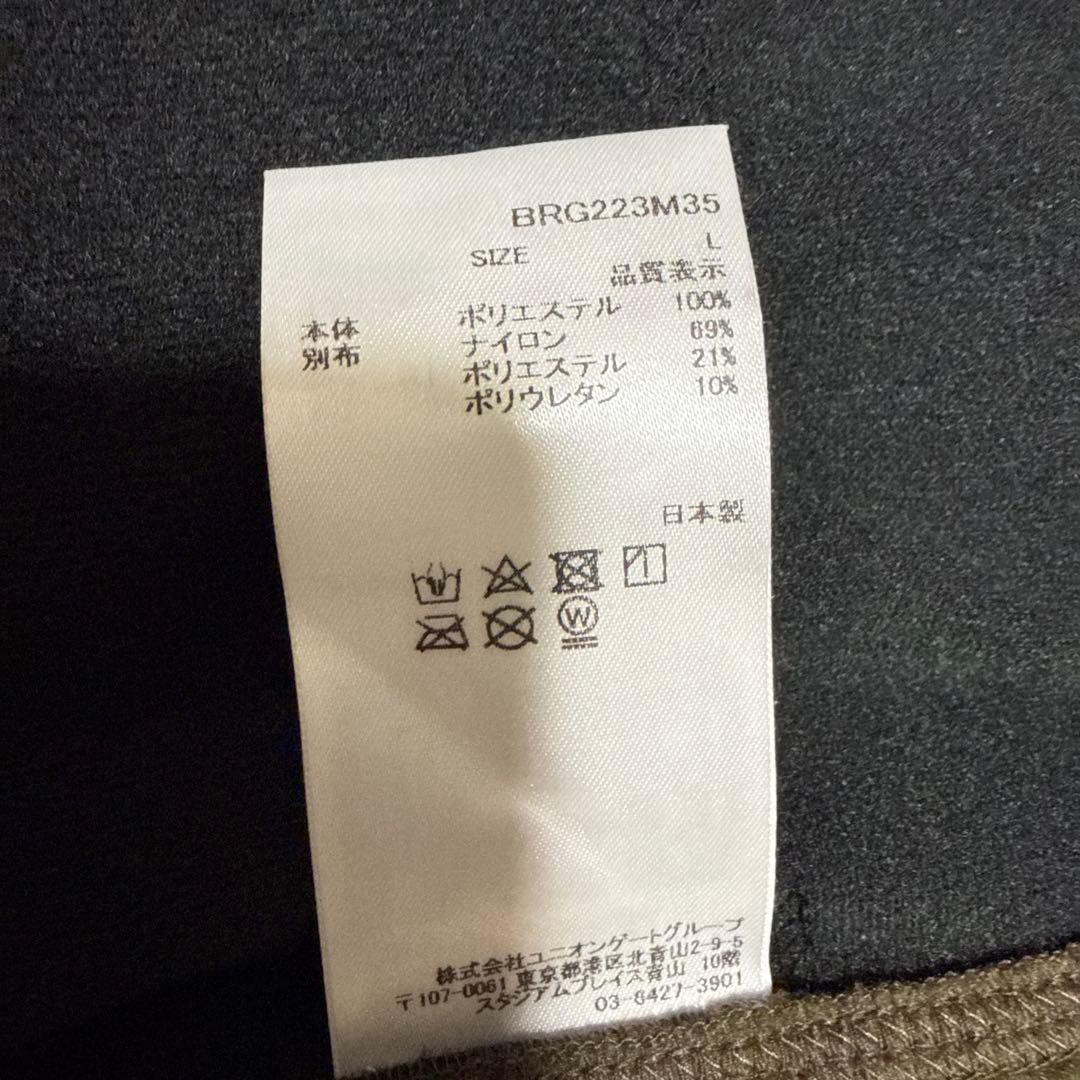 BRG223M35
SIZE L
品質表示
本体 ポリエステル 100%
別布 ナイロン 69%
ポリエステル 21%
ポリウレタン 10%
日本製
W
株式会社ユニオンゲートグループ
〒107-0061 東京都港区北青山2-9-5
スタジアムプレイス青山 10階
03-6427-3901